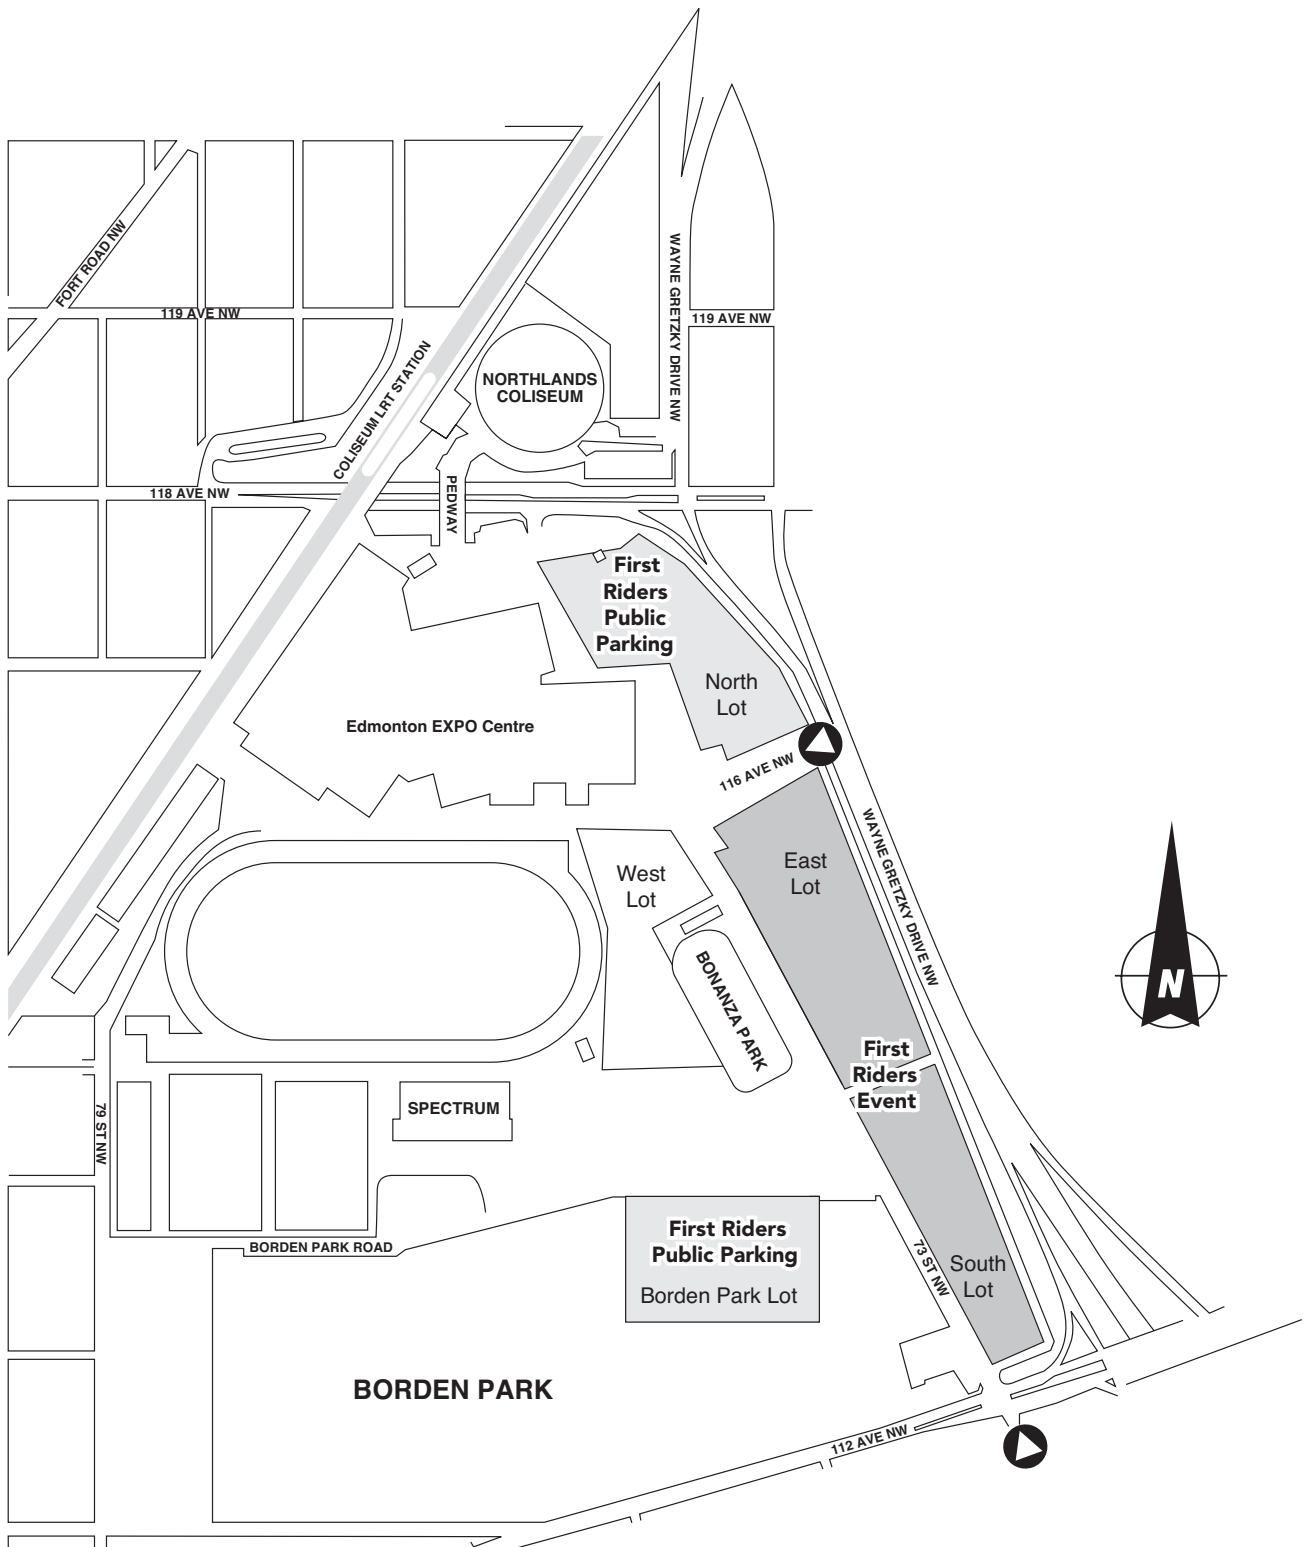 FORT ROAD NW
119 AVE NW
WAYNE GRETZKY DRIVE NW
119 AVE NW
COLISEUM LRT STATION
NORTHLANDS
COLISEUM
118 AVE NW
PEDWAY
First
Riders
Public
Parking
North
Lot
Edmonton EXPO Centre
116 AVE NW
East
Lot
WAYNE GRETZKY DRIVE NW
West
Lot
BONANZA PARK
N
First
Riders
Event
79 ST NW
SPECTRUM
BORDEN PARK ROAD
First Riders
Public Parking
Borden Park Lot
73 ST NW
South
Lot
BORDEN PARK
112 AVE NW